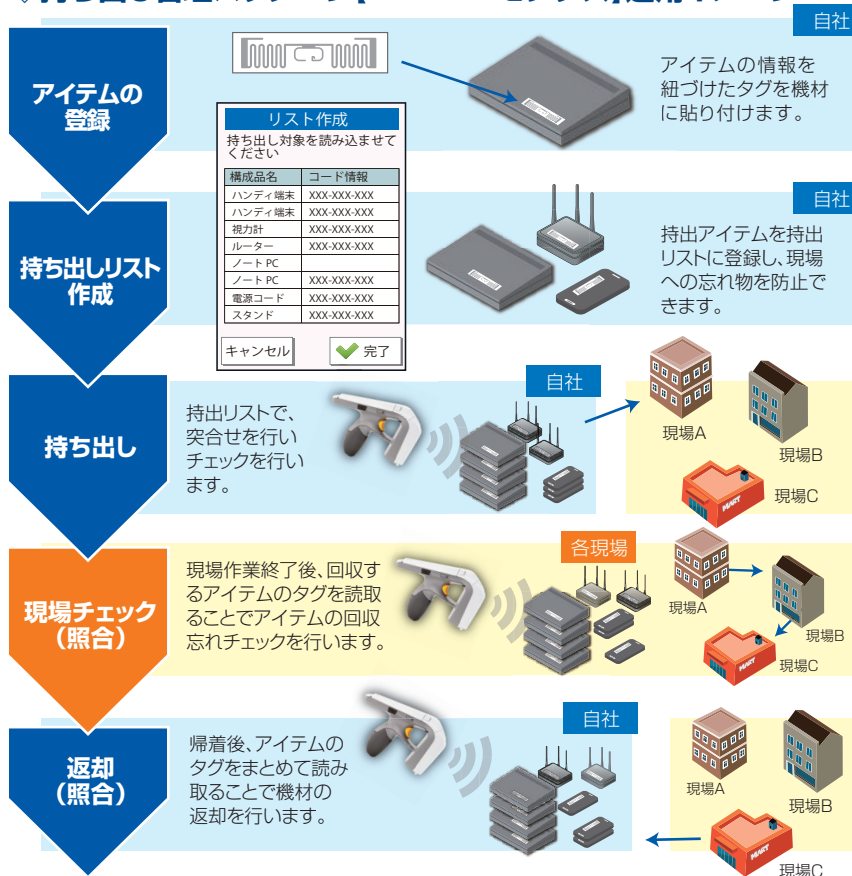 自社
アイテムの
登録
アイテムの情報を
紐づけたタグを機材
に貼り付けます。
リスト作成
持ち出し対象を読み込ませて
ください
構成品名 コード情報
ハンディ端末 XXX-XXX-XXX
ハンディ端末 XXX-XXX-XXX
視力計 XXX-XXX-XXX
ルーター XXX-XXX-XXX
ノート PC
ノート PC XXX-XXX-XXX
電源コード XXX-XXX-XXX
スタンド XXX-XXX-XXX
キャンセル 完了
自社
持ち出しリスト
作成
持出アイテムを持出
リストに登録し、現場
への忘れ物を防止で
きます。
持ち出し
持出リストで、
突合せを行い
チェックを行い
ます。
自社
現場A
現場B
MART
現場C
現場チェック
(照合)
現場作業終了後、回収す
るアイテムのタグを読取
ることでアイテムの回収
忘れチェックを行います。
各現場
現場A
現場B
MART
現場C
返却
(照合)
帰着後、アイテムの
タグをまとめて読み
取ることで機材の
返却を行います。
自社
現場A
現場B
MART
現場C